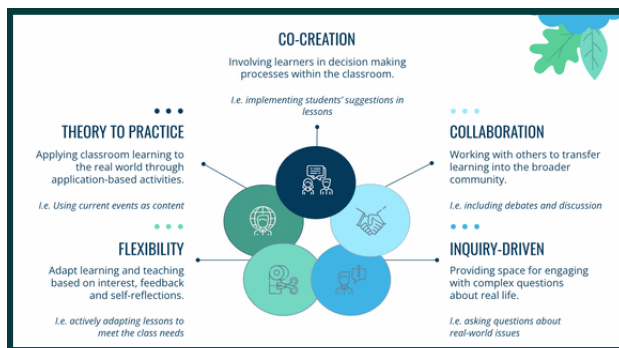 CO-CREATION
Involving learners in decision making
processes within the classroom.
I.e. implementing students' suggestions in
lessons
THEORY TO PRACTICE
Applying classroom learning to
the real world through
application-based activities.
I.e. Using current events as content
COLLABORATION
Working with others to transfer
learning into the broader
community.
I.e. including debates and discussion
FLEXIBILITY
Adapt learning and teaching
based on interest, feedback
and self-reflections.
I.e. actively adapting lessons to
meet the class needs
INQUIRY-DRIVEN
Providing space for engaging
with complex questions
about real life.
I.e. asking questions about
real-world issues